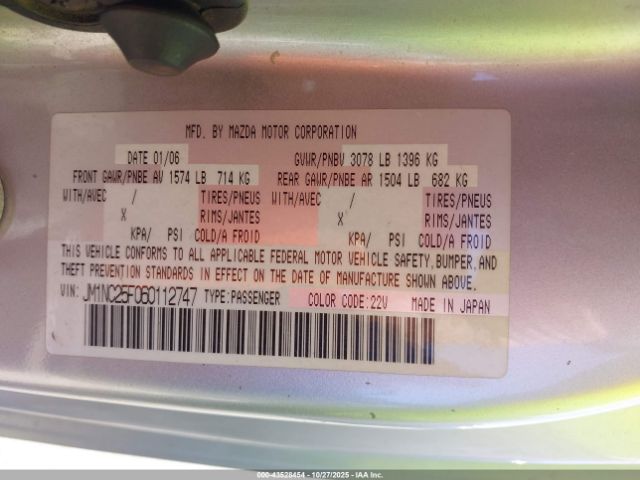 MFD. BY MAZDA MOTOR CORPORATION
DATE 01/06 GVWR/PNBV 3078 LB 1396 KG
FRONT GAWR/PNBE AV 1574 LB 714 KG REAR GAWR/PNBE AR 1504 LB 682 KG
WITH/AVEC / TIRES/PNEUS WITH/AVEC / TIRES/PNEUS
X RIMS/JANTES X RIMS/JANTES
KPA/ PSI COLD/A FROID KPA/ PSI COLD/A FROID
THIS VEHICLE CONFORMS TO ALL APPLICABLE FEDERAL MOTOR VEHICLE SAFETY, BUMPER, AND
THEFT PREVENTION STANDARDS IN EFFECT ON THE DATE OF MANUFACTURE SHOWN ABOVE.
VIN: JM1NC25F060112747 TYPE:PASSENGER COLOR CODE:22V MADE IN JAPAN
000-43528454 - 10/27/2025 - IAA Inc.